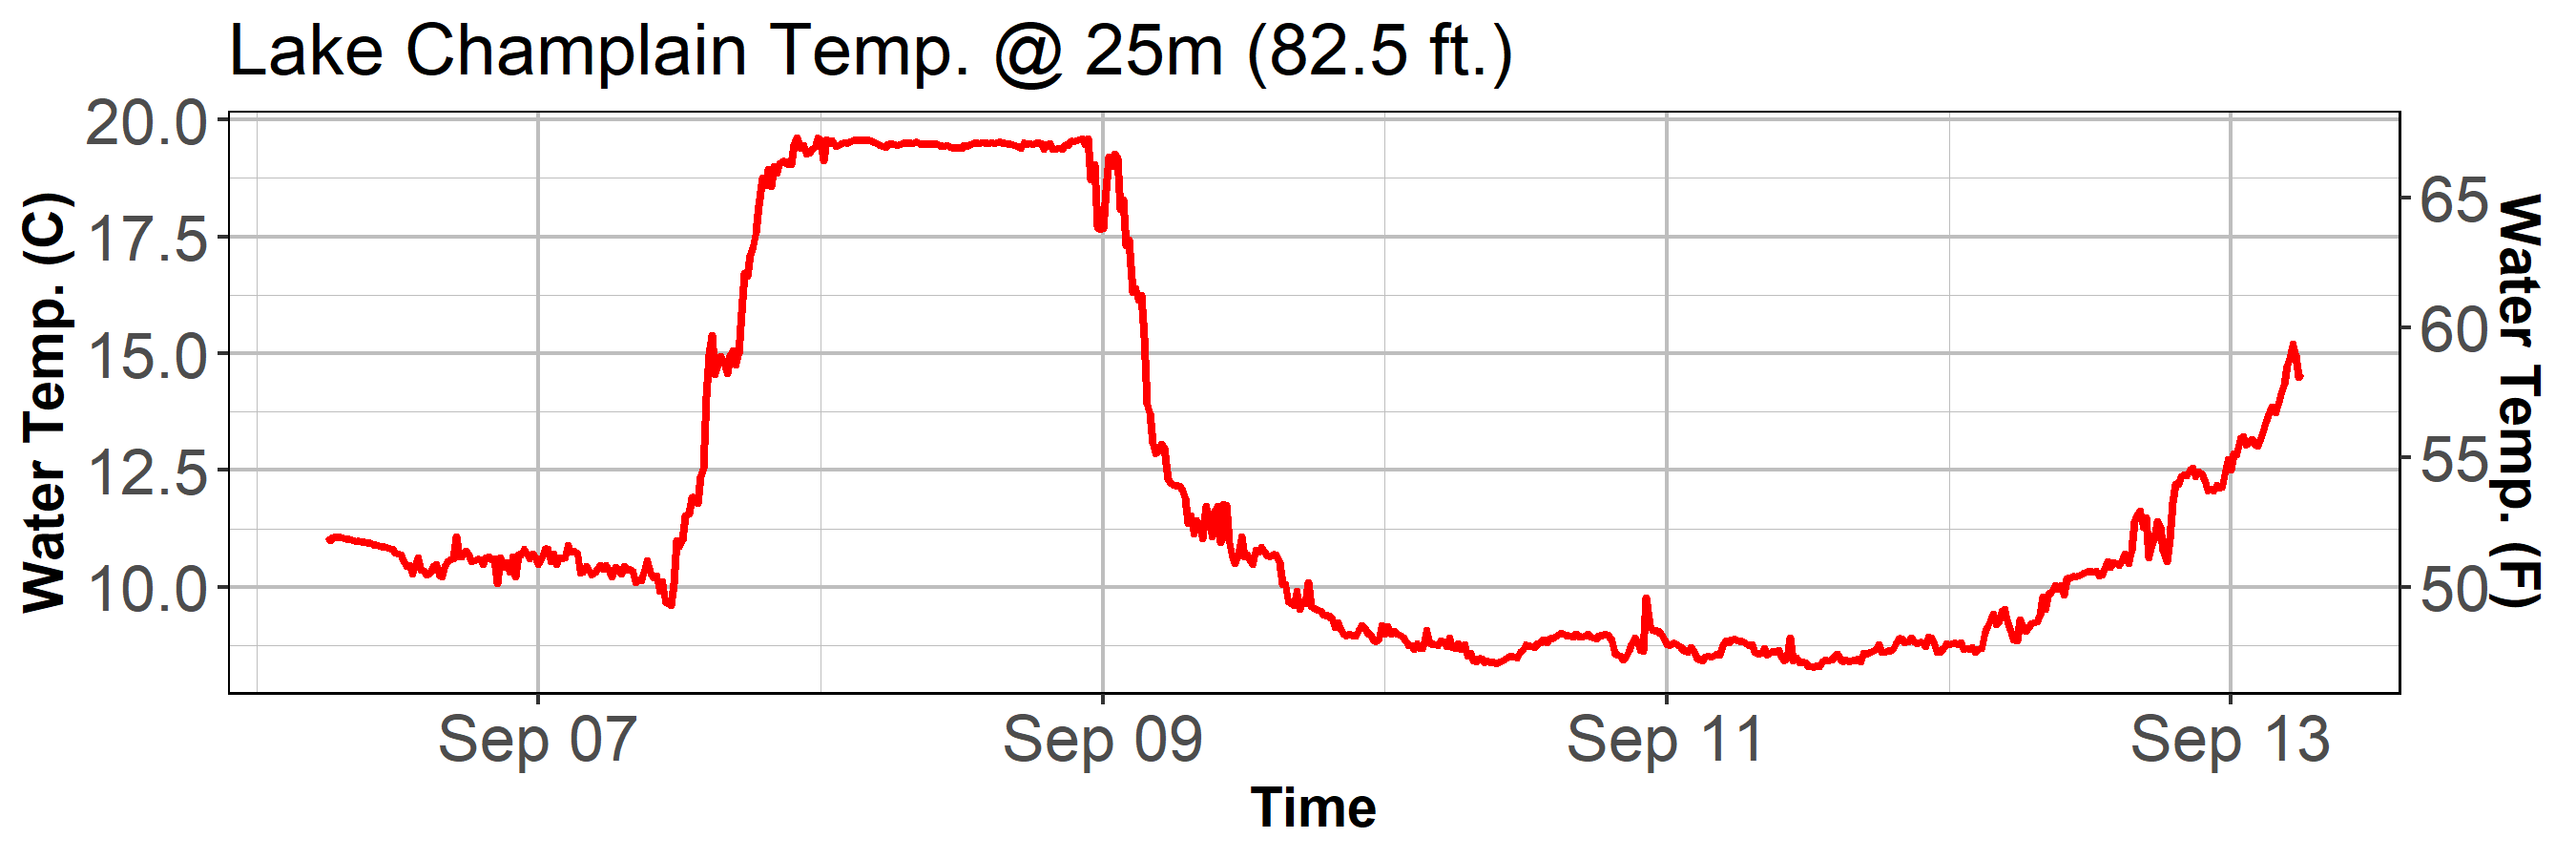 Lake Champlain Temp. @ 25m (82.5 ft.)
Water Temp. (C)
20.0
17.5
15.0
12.5
10.0
65
60
55
50
Water Temp. (F)
Sep 07 Sep 09 Sep 11 Sep 13
Time